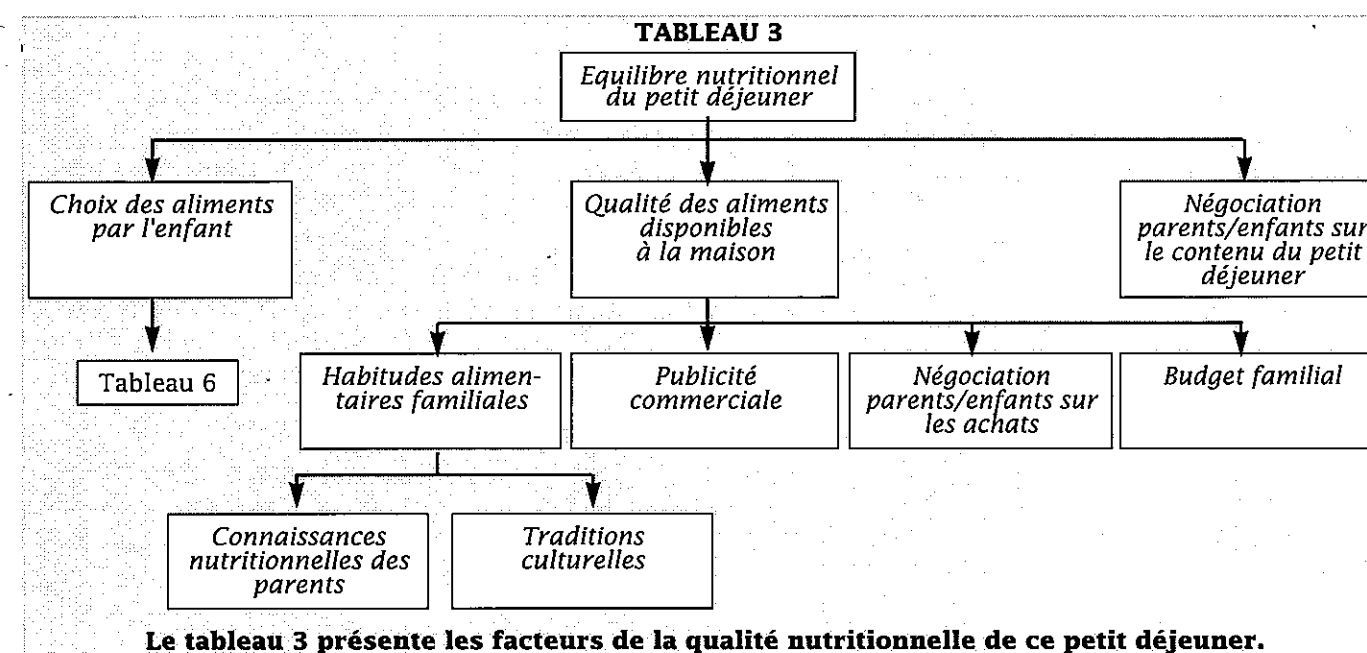 TABLEAU 3
Equilibre nutritionnel
du petit déjeuner
Choix des aliments
par l'enfant
Qualité des aliments
disponibles
à la maison
Négociation
parents/enfants sur
le contenu du petit
déjeuner
Tableau 6
Habitudes alimen-
taires familiales
Publicité
commerciale
Négociation
parents/enfants sur
les achats
Budget familial
Connaissances
nutritionnelles des
parents
Traditions
culturelles
Le tableau 3 présente les facteurs de la qualité nutritionnelle de ce petit déjeuner.